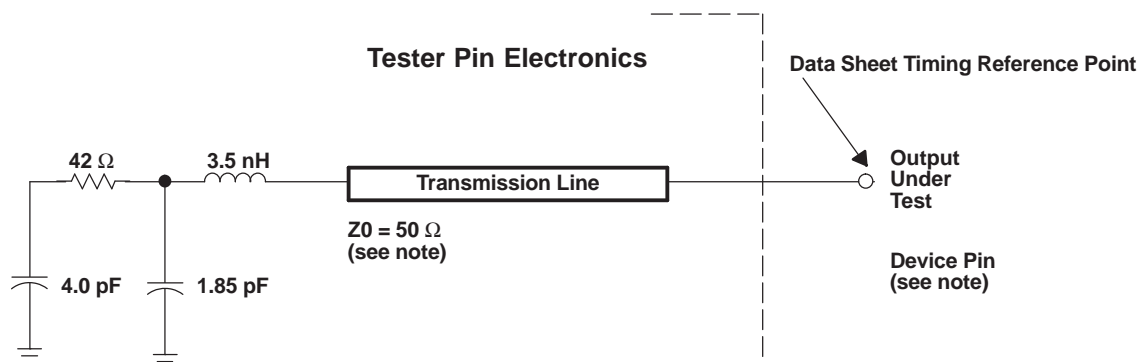 Tester Pin Electronics
Data Sheet Timing Reference Point
42 Ω
3.5 nH
Transmission Line
Output
Under
Test
Z0 = 50 Ω
(see note)
Device Pin
(see note)
4.0 pF
1.85 pF